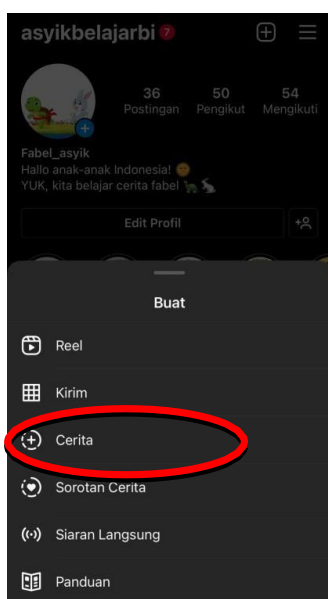 asyikbelajarbi 7
36 50 54
Postingan Pengikut Mengikuti
Fabel_asyik
Hallo anak-anak Indonesia!
YUK, kita belajar cerita fabel
Edit Profil
Buat
Reel
Kirim
Cerita
Sorotan Cerita
Siaran Langsung
Panduan